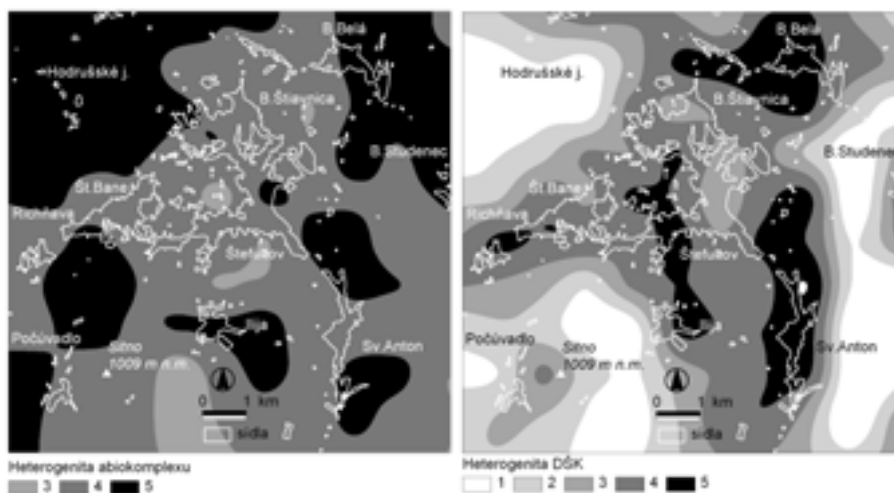 B.Belá
Hodrušské j.
B.Štiavnica
B.Studenec
Št.Bane
Richňava
Štefultov
Ilija
Počúvadlo
Sitno
1009 m n.m.
Sv.Anton
0 1 km
sídla
Heterogenita abiokomplexu
3 4 5
B.Belá
Hodrušské j.
B.Štiavnica
B.Studenec
Št.Bane
Richňava
Štefultov
Ilija
Počúvadlo
Sitno
1009 m n.m.
Sv.Anton
0 1 km
sídla
Heterogenita DŠK
1 2 3 4 5